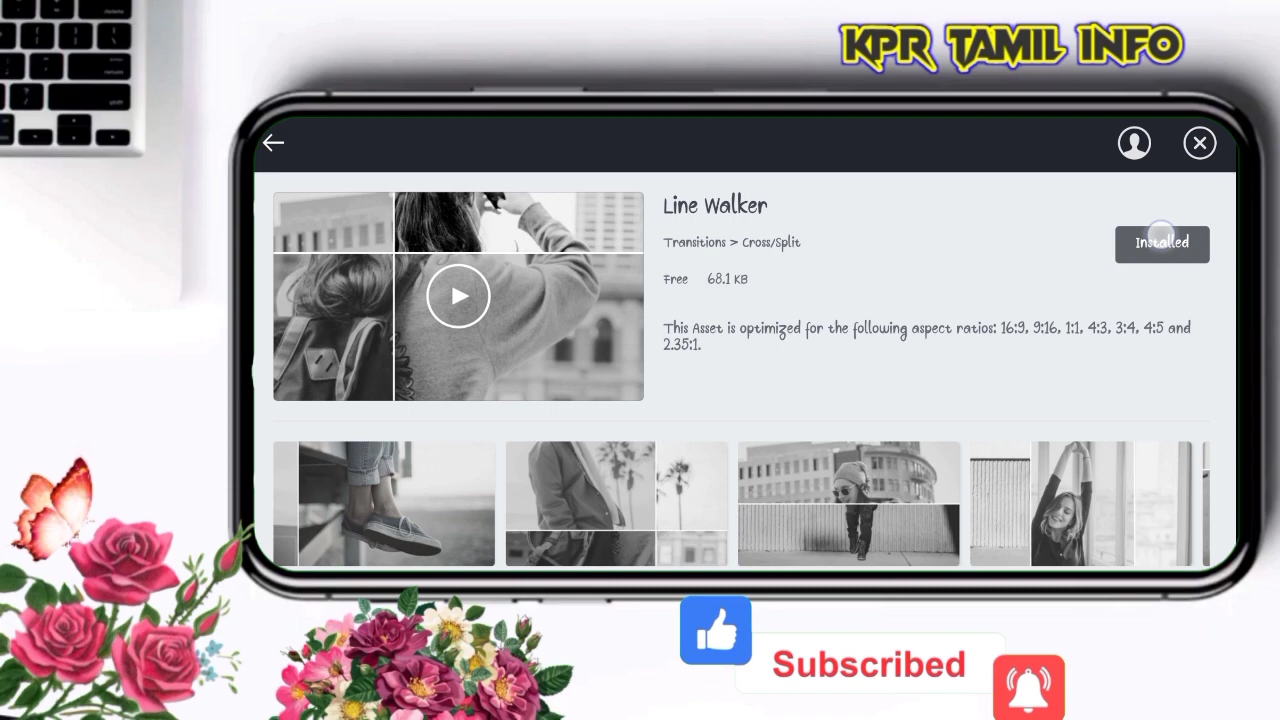 KPR TAMIL INFO
Line Walker
Transitions > Cross/Split
Installed
Free 68.1 KB
This Asset is optimized for the following aspect ratios: 16:9, 9:16, 1:1, 4:3, 3:4, 4:5 and
2.35:1.
Subscribed